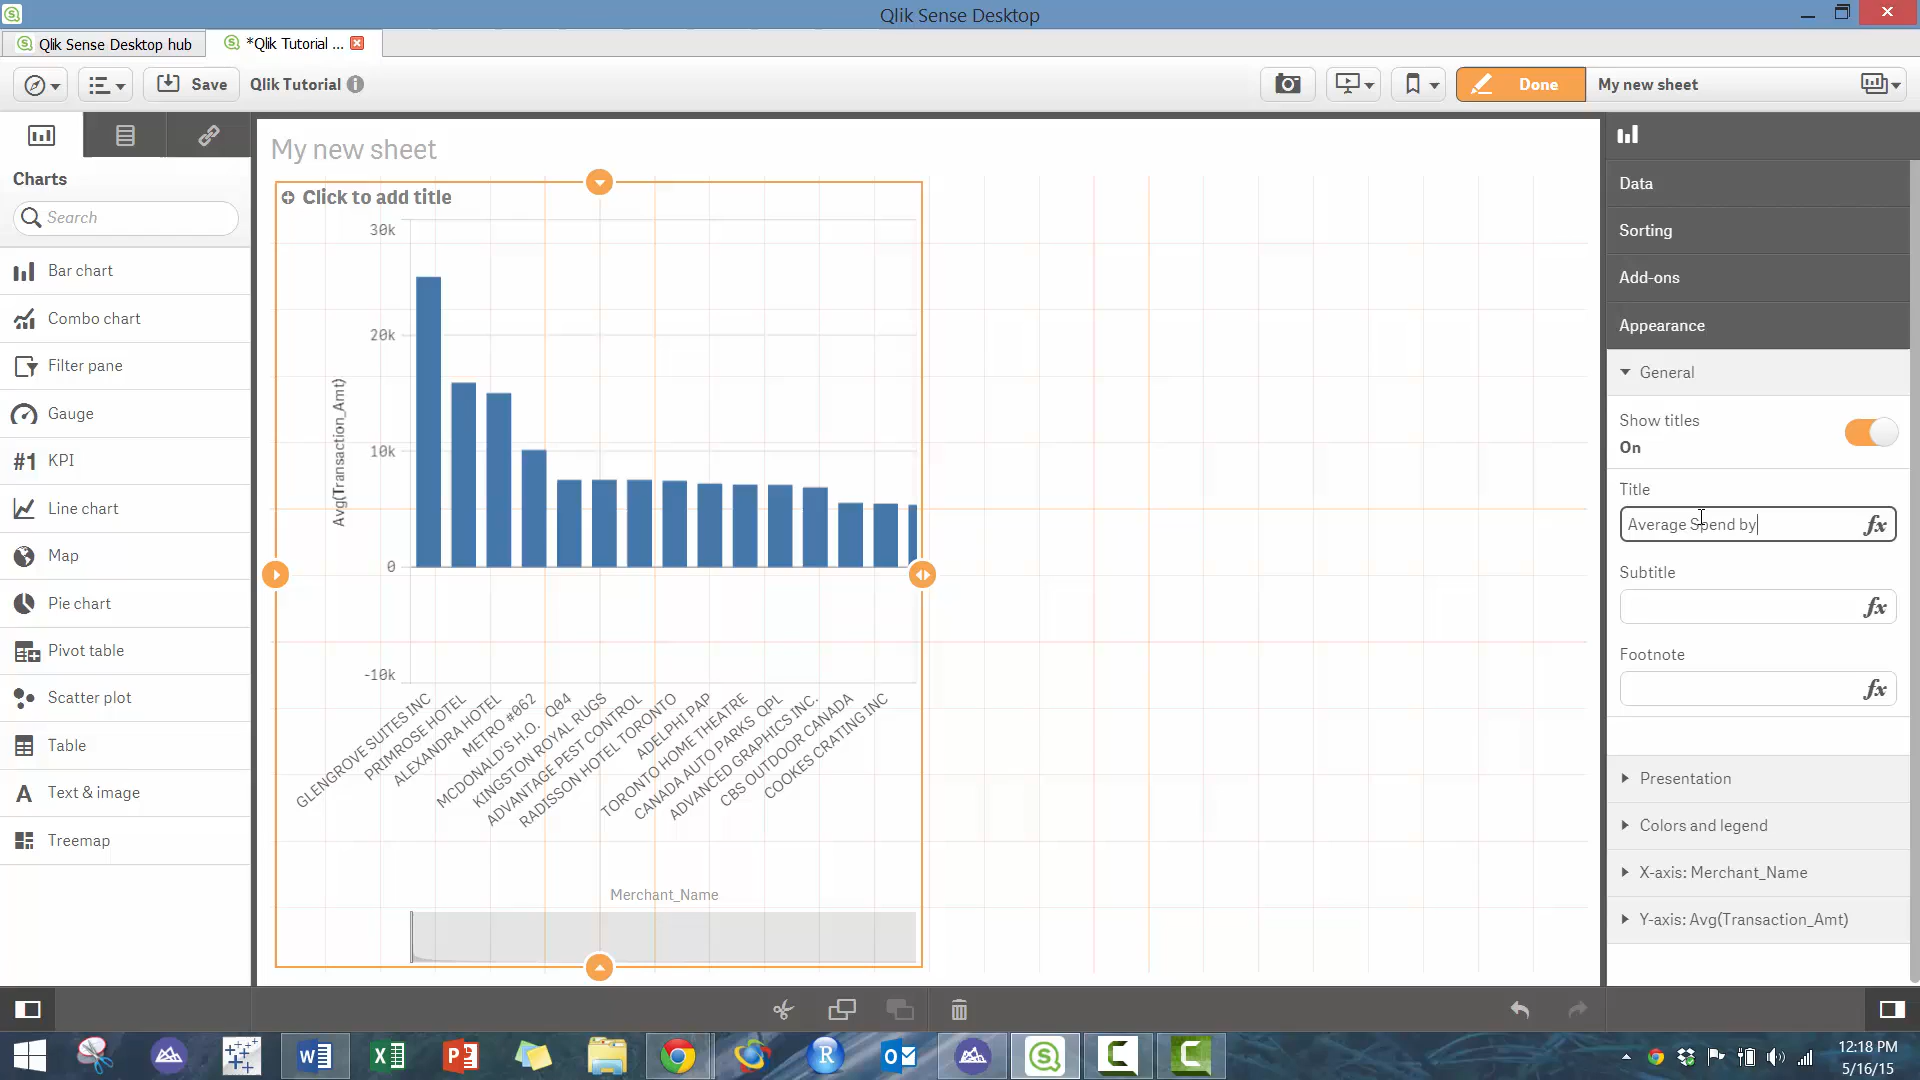 Qlik Sense Desktop
Qlik Sense Desktop hub
*Qlik Tutorial ...
Save
Qlik Tutorial
Done
My new sheet
Charts
Search
Bar chart
Combo chart
Filter pane
Gauge
#1 KPI
Line chart
Map
Pie chart
Pivot table
Scatter plot
Table
A Text & image
Treemap
My new sheet
Click to add title
30k
20k
10k
0
-10k
Avg(Transaction_Amt)
GLENGROVE SUITES INC
PRIMROSE HOTEL
ALEXANDRA HOTEL
METRO #062
MCDONALD'S H.O. Q04
KINGSTON ROYAL RUGS
ADVANTAGE PEST CONTROL
RADISSON HOTEL TORONTO
ADELPHI PAP
TORONTO HOME THEATRE
CANADA AUTO PARKS QPL
ADVANCED GRAPHICS INC.
CBS OUTDOOR CANADA
COOKES CRATING INC
Merchant_Name
Data
Sorting
Add-ons
Appearance
General
Show titles
On
Title
Average Spend by
fx
Subtitle
fx
Footnote
fx
Presentation
Colors and legend
X-axis: Merchant_Name
Y-axis: Avg(Transaction_Amt)
12:18 PM
5/16/15